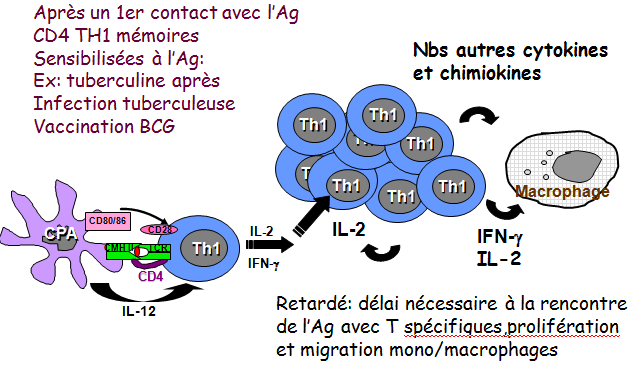 Après un 1er contact avec l'Ag
CD4 TH1 mémoires
Sensibilisées à l'Ag:
Ex: tuberculine après
Infection tuberculeuse
Vaccination BCG
Nbs autres cytokines
et chimiokines
Th1
Th1
Th1
Th1
Th1
Th1
Th1
Th1
Macrophage
CD80/86
CD28
CPA
CMH II
TCR
CD4
Th1
IL-2
IFN-γ
IL-12
IL-2
IFN-γ
IL-2
Retardé: délai nécessaire à la rencontre
de l'Ag avec T spécifiques,prolifération
et migration mono/macrophages